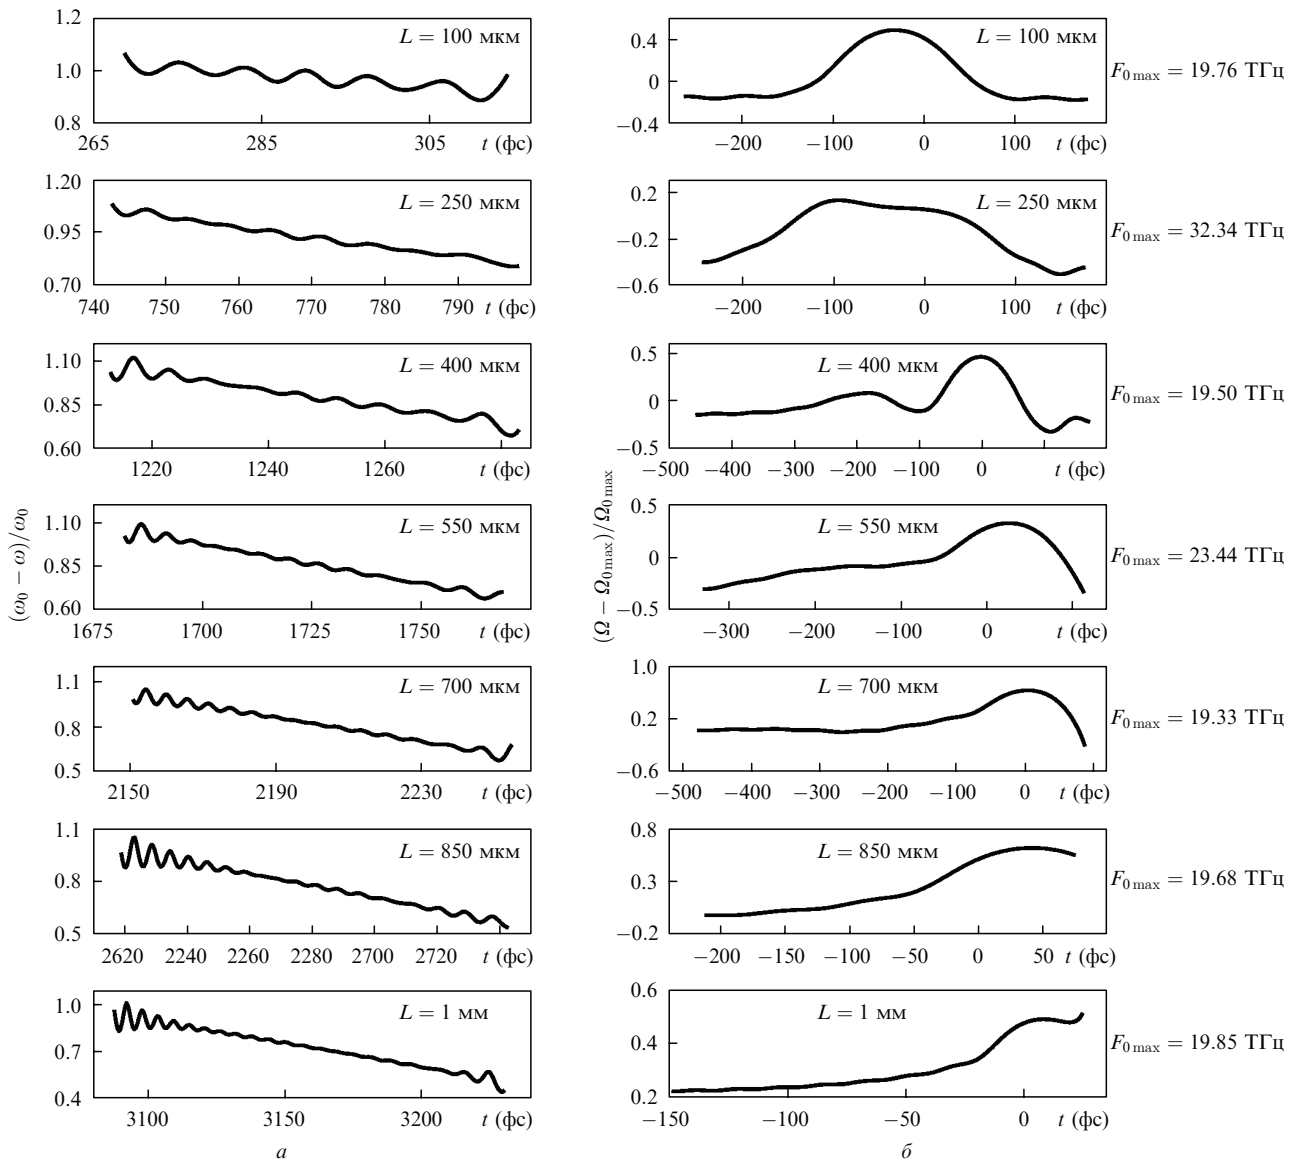 1.2
1.0
0.8
L = 100 мкм
265 285 305 t (фс)
0.4
0
−0.4
L = 100 мкм
−200 −100 0 100 t (фс)
F0 max = 19.76 ТГц
1.20
0.95
0.70
L = 250 мкм
740 750 760 770 780 790 t (фс)
0.2
−0.2
−0.6
L = 250 мкм
−200 −100 0 100 t (фс)
F0 max = 32.34 ТГц
1.10
0.85
0.60
L = 400 мкм
1220 1240 1260 t (фс)
0.5
0
−0.5
L = 400 мкм
−500 −400 −300 −200 −100 0 t (фс)
F0 max = 19.50 ТГц
(ω0 − ω)/ω0
1.10
0.85
0.60
L = 550 мкм
1675 1700 1725 1750 t (фс)
(Ω − Ω0 max)/Ω0 max
0.5
0
−0.5
L = 550 мкм
−300 −200 −100 0 t (фс)
F0 max = 23.44 ТГц
1.1
0.8
0.5
L = 700 мкм
2150 2190 2230 t (фс)
1.0
0.2
−0.6
L = 700 мкм
−500 −400 −300 −200 −100 0 t (фс)
F0 max = 19.33 ТГц
1.1
0.8
0.5
L = 850 мкм
2620 2240 2260 2280 2700 2720 t (фс)
0.8
0.3
−0.2
L = 850 мкм
−200 −150 −100 −50 0 50 t (фс)
F0 max = 19.68 ТГц
1.0
0.7
0.4
L = 1 мм
3100 3150 3200 t (фс)
0.6
0.4
0.2
L = 1 мм
−150 −100 −50 0 t (фс)
F0 max = 19.85 ТГц
а б